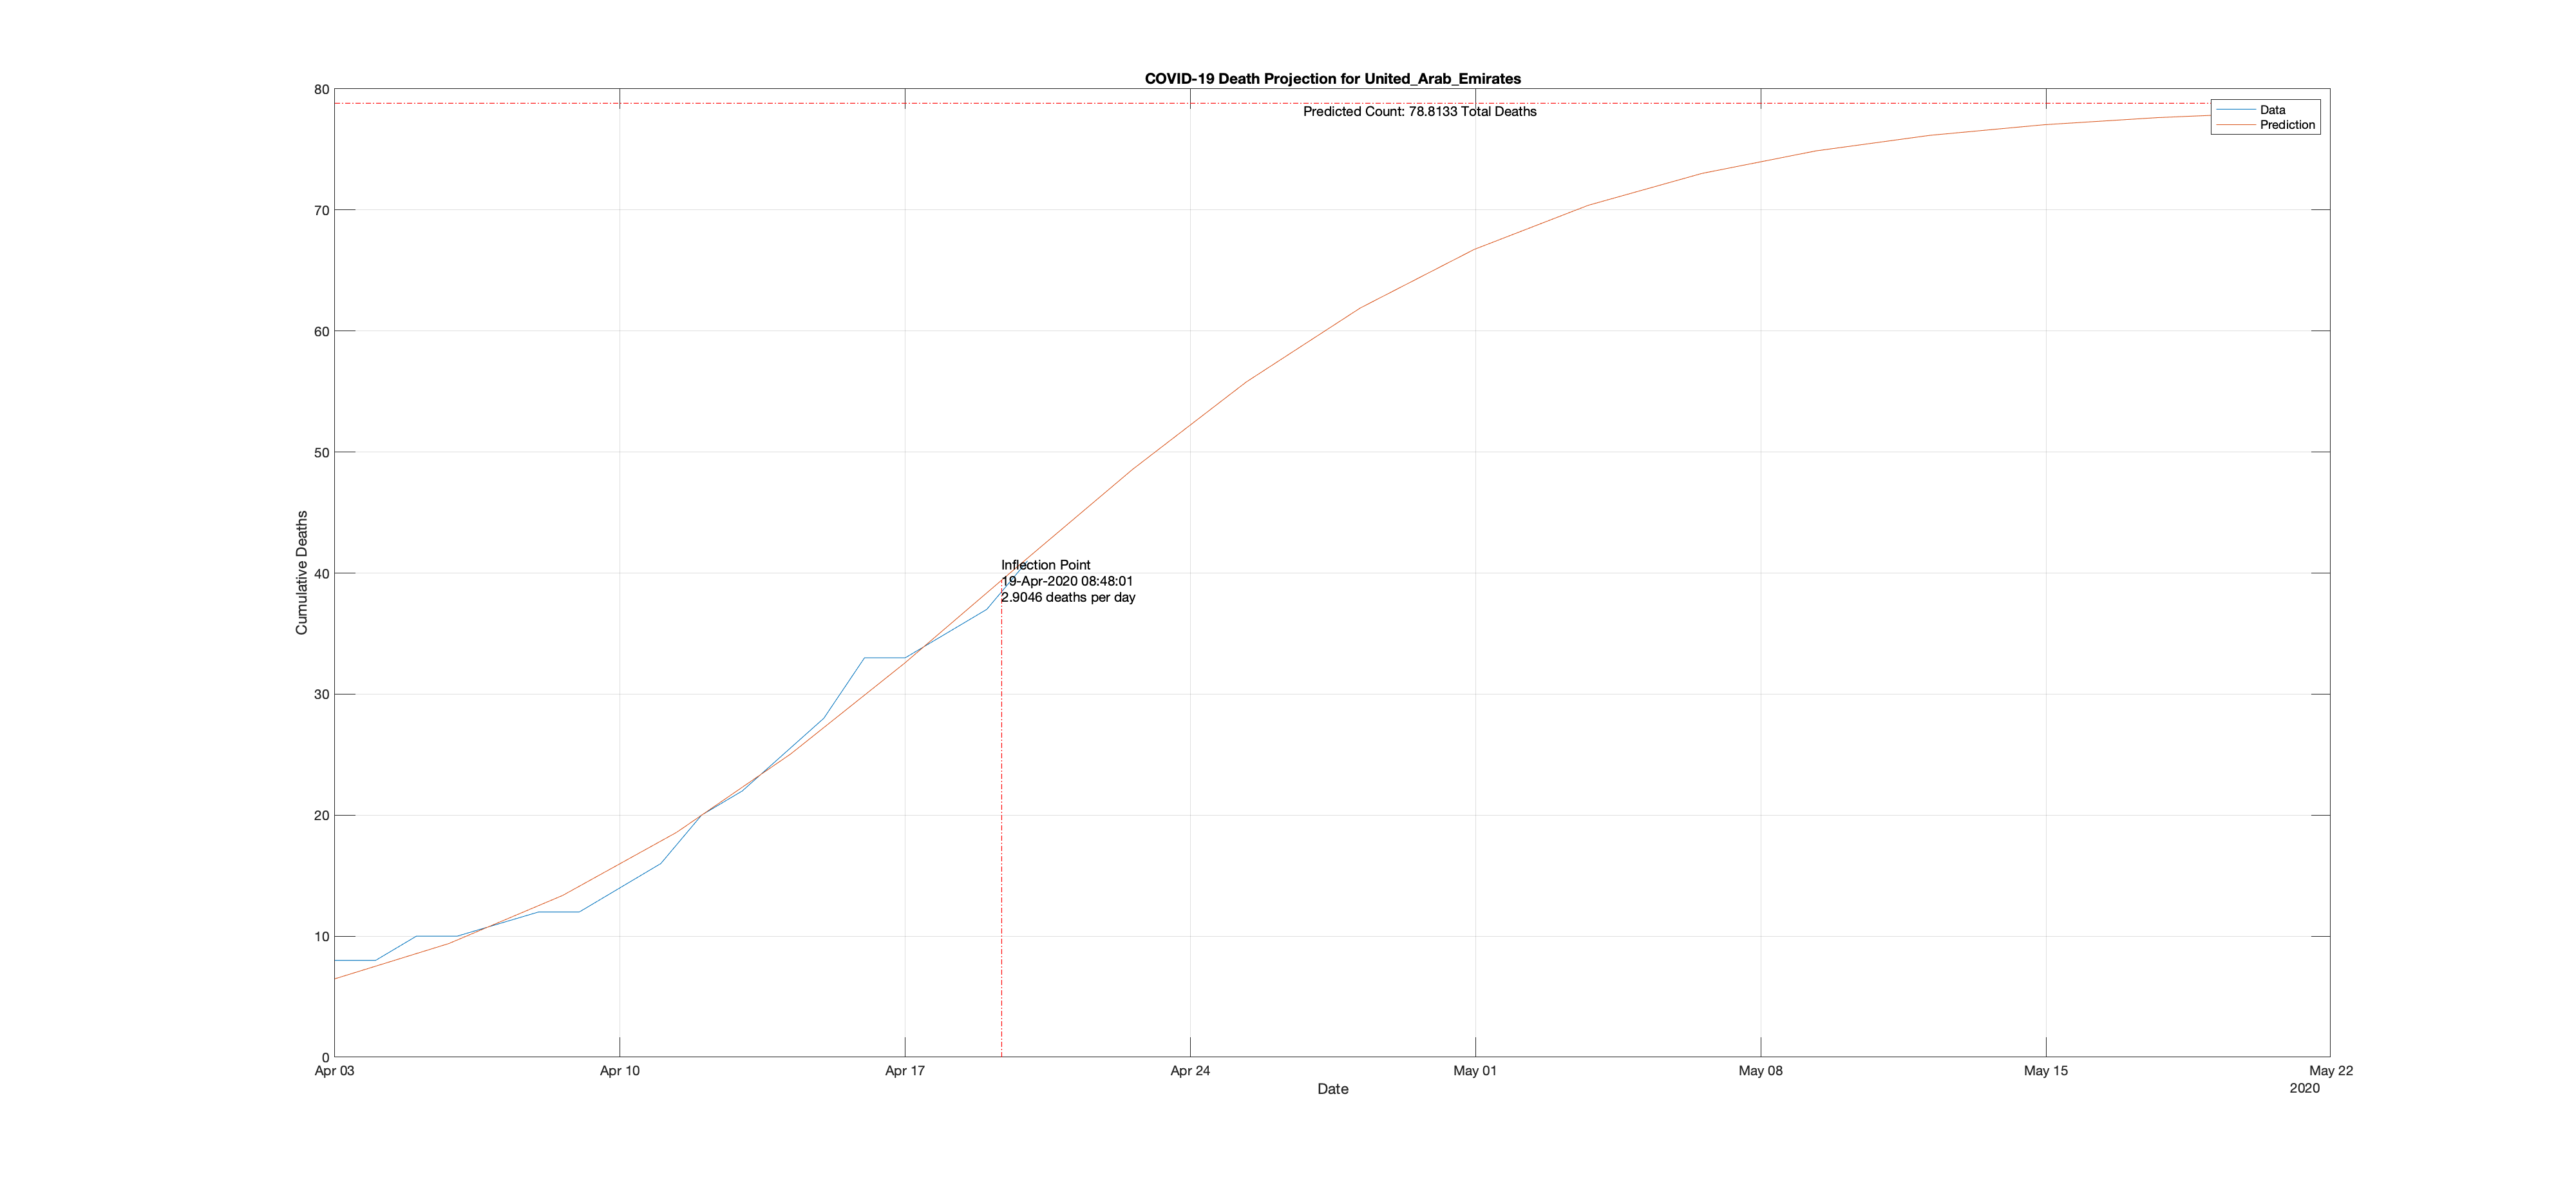 COVID-19 Death Projection for United_Arab_Emirates
Predicted Count: 78.8133 Total Deaths
Data
Prediction
Inflection Point
19-Apr-2020 08:48:01
2.9046 deaths per day
Cumulative Deaths
80
70
60
50
40
30
20
10
0
Apr 03
Apr 10
Apr 17
Apr 24
May 01
May 08
May 15
May 22
2020
Date